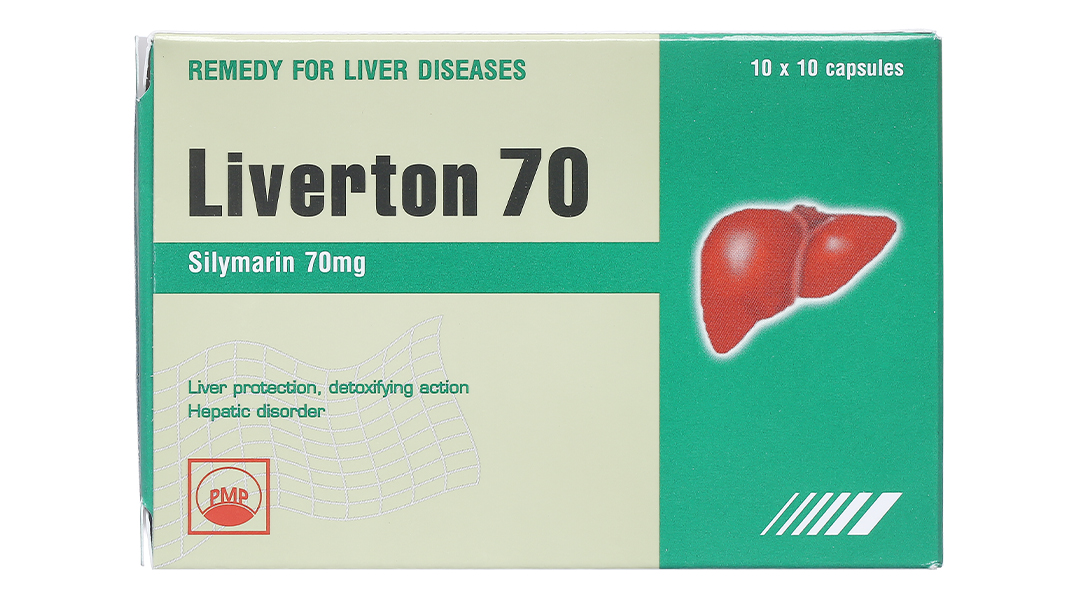 REMEDY FOR LIVER DISEASES
10 x 10 capsules
Liverton 70
Silymarin 70mg
Liver protection, detoxifying action
Hepatic disorder
PMP